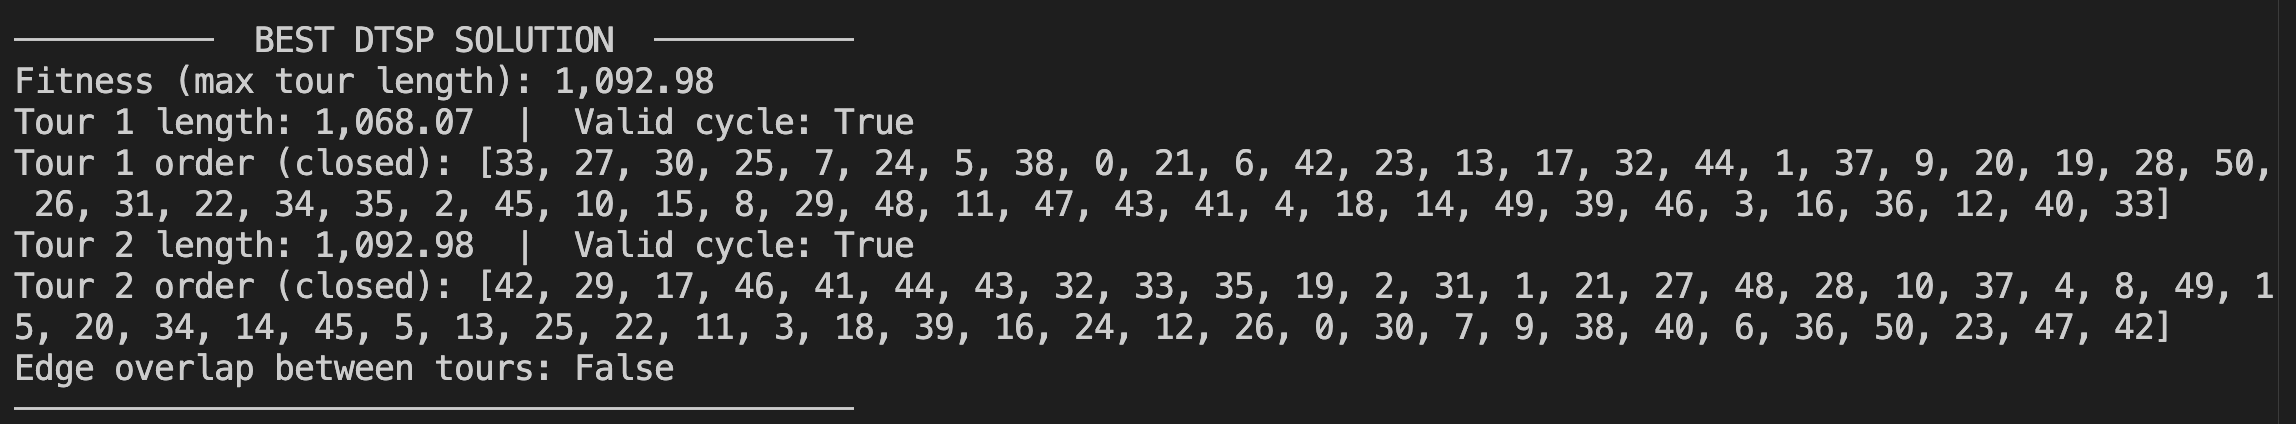 ────────── BEST DTSP SOLUTION ──────────
Fitness (max tour length): 1,092.98
Tour 1 length: 1,068.07 | Valid cycle: True
Tour 1 order (closed): [33, 27, 30, 25, 7, 24, 5, 38, 0, 21, 6, 42, 23, 13, 17, 32, 44, 1, 37, 9, 20, 19, 28, 50,
26, 31, 22, 34, 35, 2, 45, 10, 15, 8, 29, 48, 11, 47, 43, 41, 4, 18, 14, 49, 39, 46, 3, 16, 36, 12, 40, 33]
Tour 2 length: 1,092.98 | Valid cycle: True
Tour 2 order (closed): [42, 29, 17, 46, 41, 44, 43, 32, 33, 35, 19, 2, 31, 1, 21, 27, 48, 28, 10, 37, 4, 8, 49, 1
5, 20, 34, 14, 45, 5, 13, 25, 22, 11, 3, 18, 39, 16, 24, 12, 26, 0, 30, 7, 9, 38, 40, 6, 36, 50, 23, 47, 42]
Edge overlap between tours: False
──────────────────────────────────────────